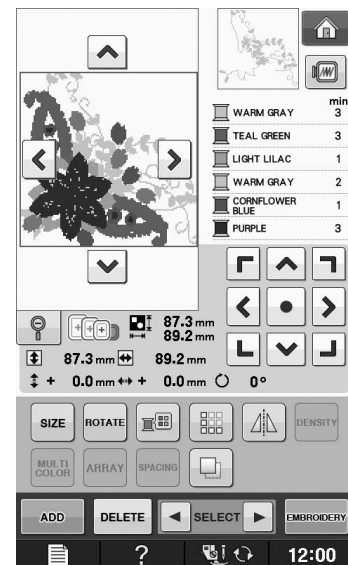 min
WARM GRAY 3
TEAL GREEN 3
LIGHT LILAC 1
WARM GRAY 2
CORNFLOWER
BLUE 1
PURPLE 3
87.3 mm
89.2 mm
87.3 mm 89.2 mm
+ 0.0 mm + 0.0 mm 0°
SIZE ROTATE DENSITY
MULTI
COLOR ARRAY SPACING
ADD DELETE SELECT EMBROIDERY
? 12:00